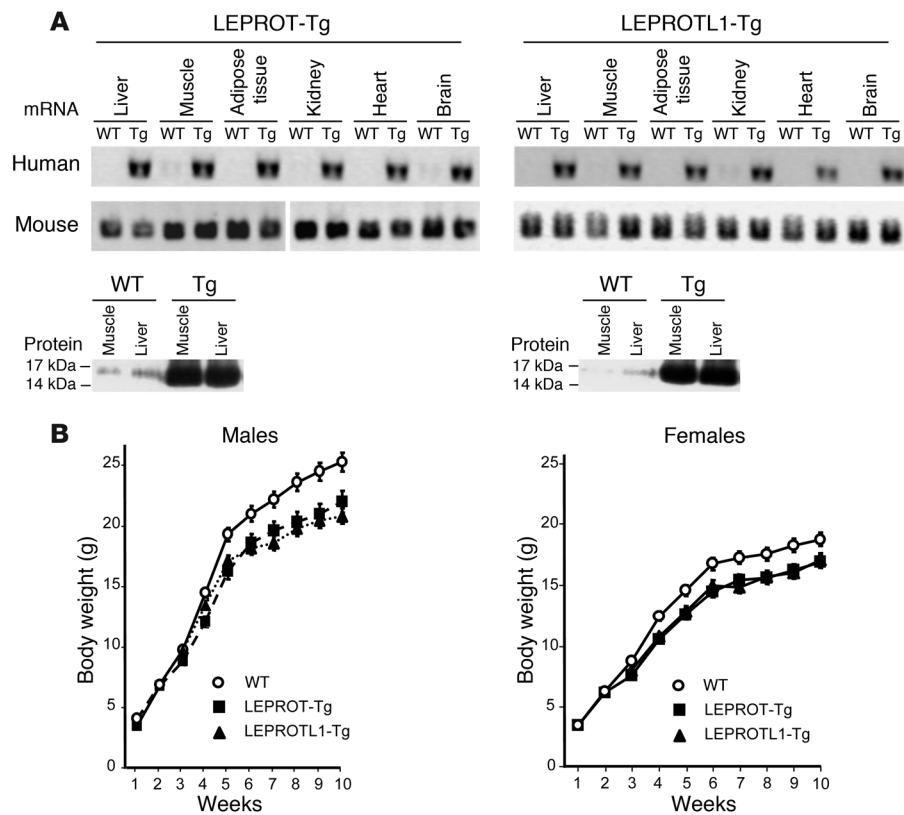 A
LEPROT-Tg
LEPROTL1-Tg
mRNA
Liver
Muscle
Adipose tissue
Kidney
Heart
Brain
Liver
Muscle
Adipose tissue
Kidney
Heart
Brain
WT Tg WT Tg WT Tg WT Tg WT Tg WT Tg
WT Tg WT Tg WT Tg WT Tg WT Tg WT Tg
Human
Mouse
WT Tg
Protein
Muscle Liver Muscle Liver
17 kDa
14 kDa
WT Tg
Protein
Muscle Liver Muscle Liver
17 kDa
14 kDa
B
Males
Body weight (g)
25
20
15
10
5
0
WT
LEPROT-Tg
LEPROTL1-Tg
1 2 3 4 5 6 7 8 9 10
Weeks
Females
Body weight (g)
25
20
15
10
5
0
WT
LEPROT-Tg
LEPROTL1-Tg
1 2 3 4 5 6 7 8 9 10
Weeks